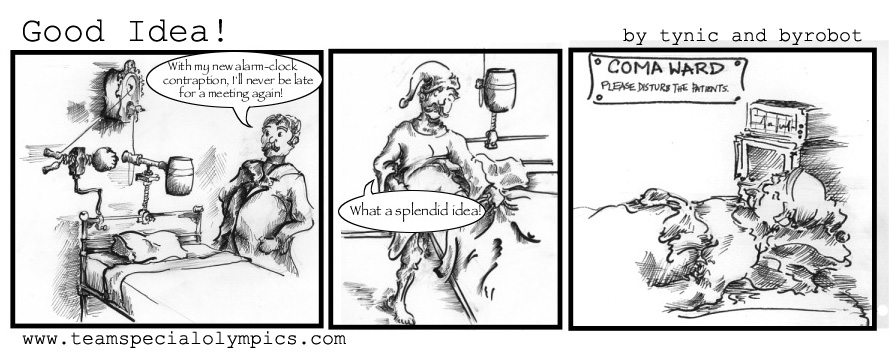 Good Idea!
by tynic and byrobot
With my new alarm-clock
contraption, I'll never be late
for a meeting again!
What a splendid idea!
COMA WARD
PLEASE DISTURB THE PATIENTS.
www.teamspecialolympics.com